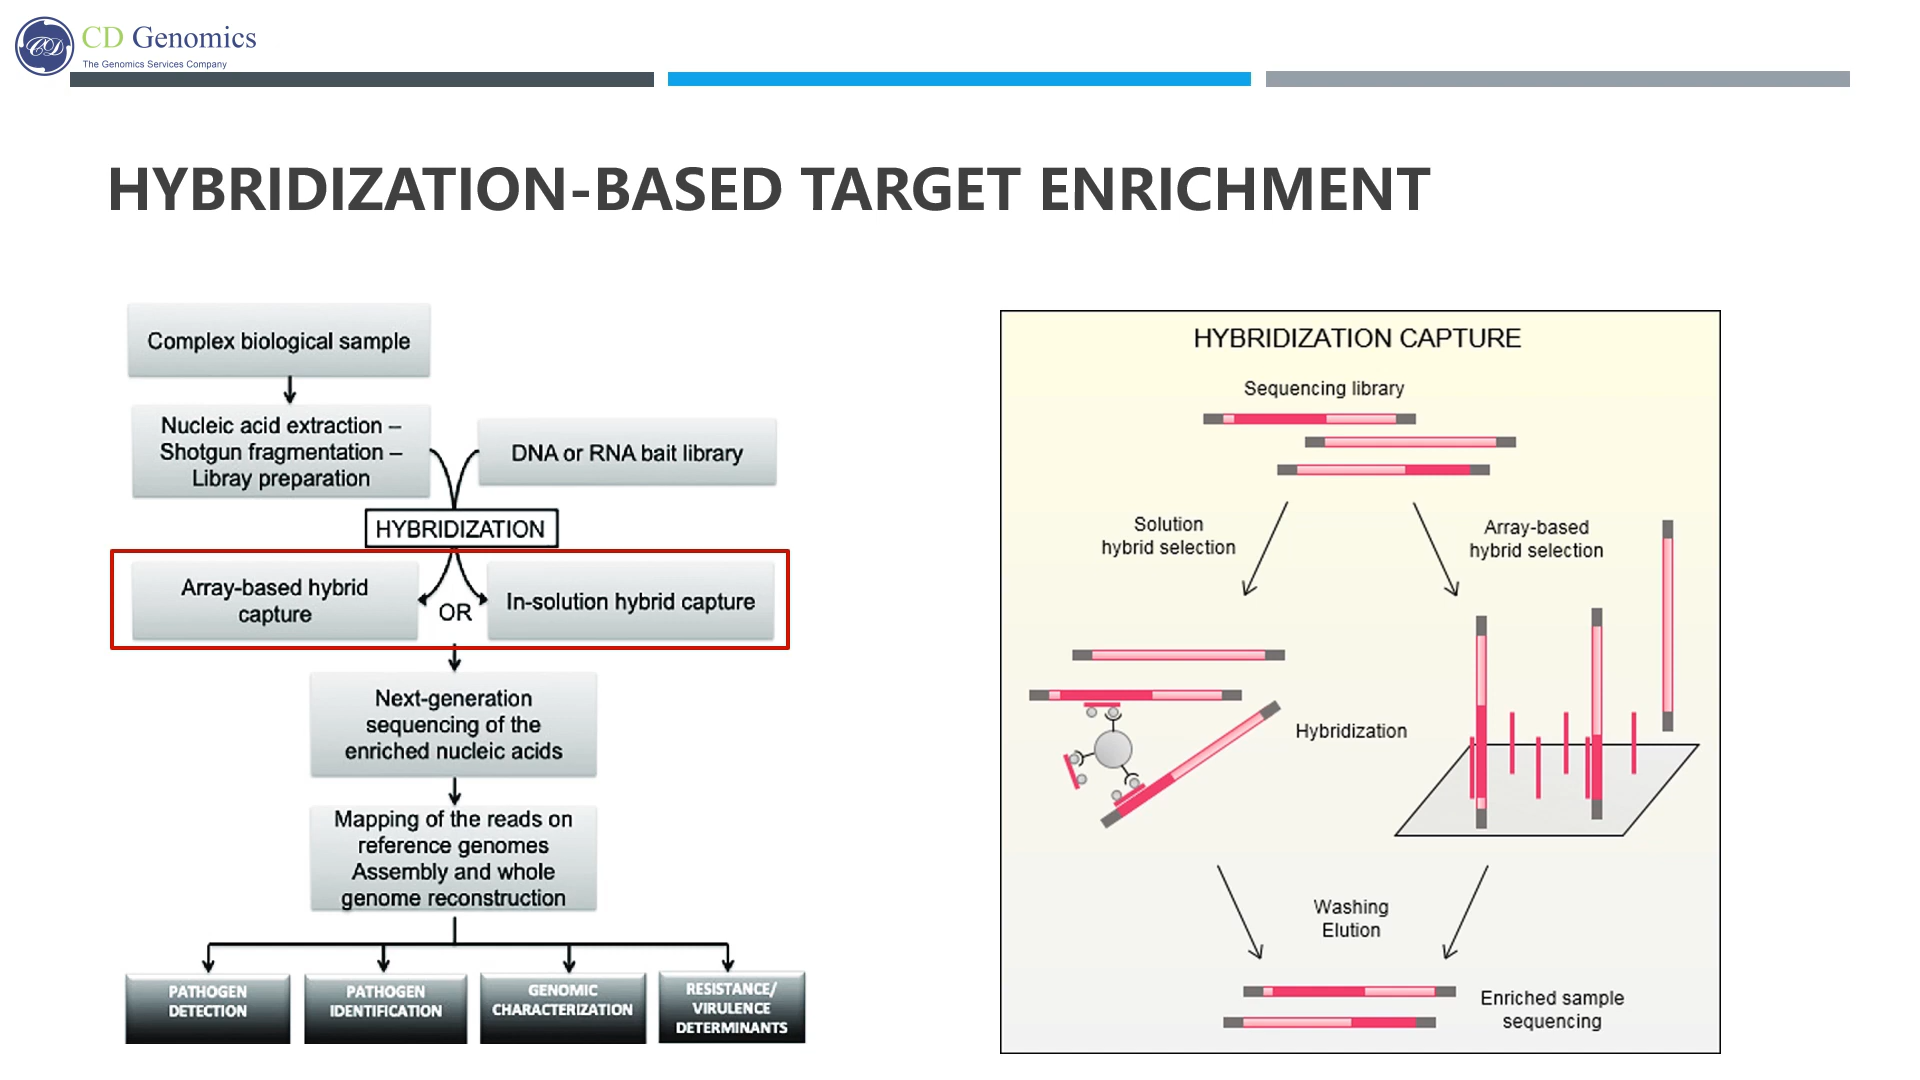 CD Genomics
The Genomics Services Company
HYBRIDIZATION-BASED TARGET ENRICHMENT
Complex biological sample
Nucleic acid extraction –
Shotgun fragmentation –
Libray preparation
DNA or RNA bait library
HYBRIDIZATION
Array-based hybrid
capture
OR
In-solution hybrid capture
Next-generation
sequencing of the
enriched nucleic acids
Mapping of the reads on
reference genomes
Assembly and whole
genome reconstruction
PATHOGEN
DETECTION
PATHOGEN
IDENTIFICATION
GENOMIC
CHARACTERIZATION
RESISTANCE/
VIRULENCE
DETERMINANTS
HYBRIDIZATION CAPTURE
Sequencing library
Solution
hybrid selection
Array-based
hybrid selection
Hybridization
Washing
Elution
Enriched sample
sequencing